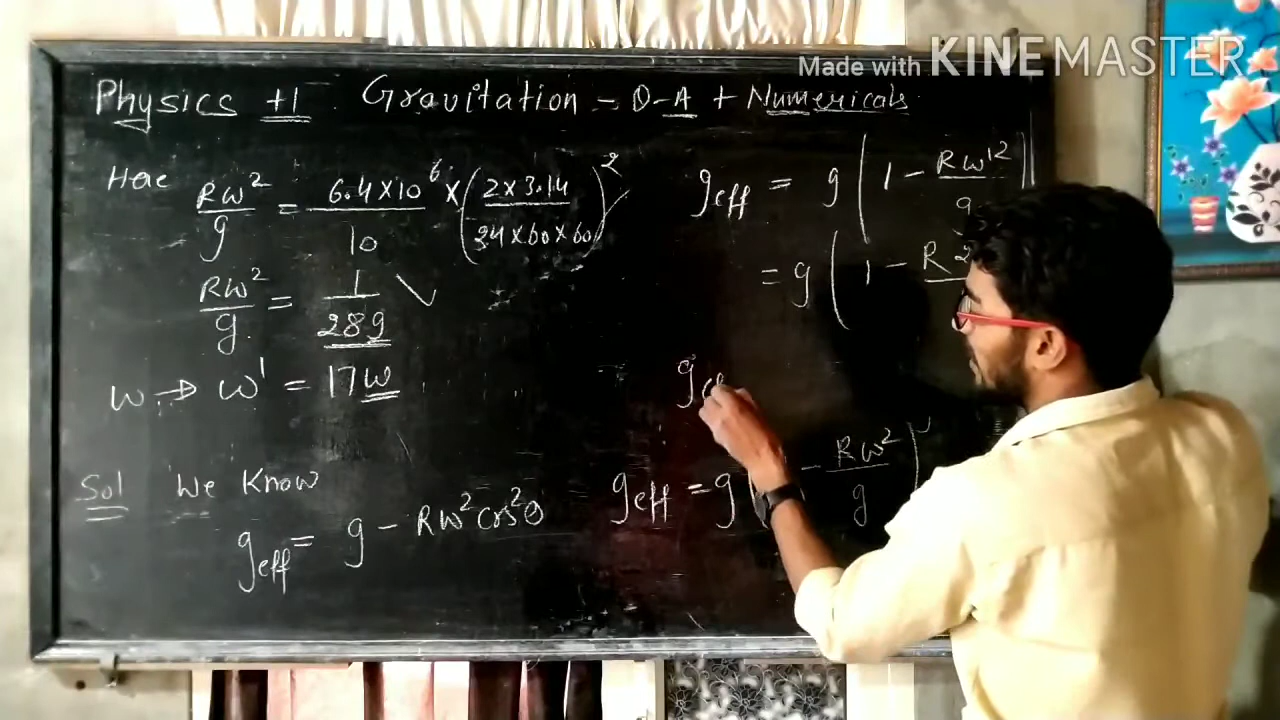 Made with KINEMASTER
Physics +1 Gravitation - Q-A + Numericals
Here Rω²/g = 6.4×10⁶/10 × (2×3.14/24×60×60)²
Rω²/g = 1/289
ω → ω' = 17ω
Sol We Know
geff = g - Rω²cos²θ
geff = g(1 - Rω'²/g
= g(1 - R
geff = g( - Rω²/g)